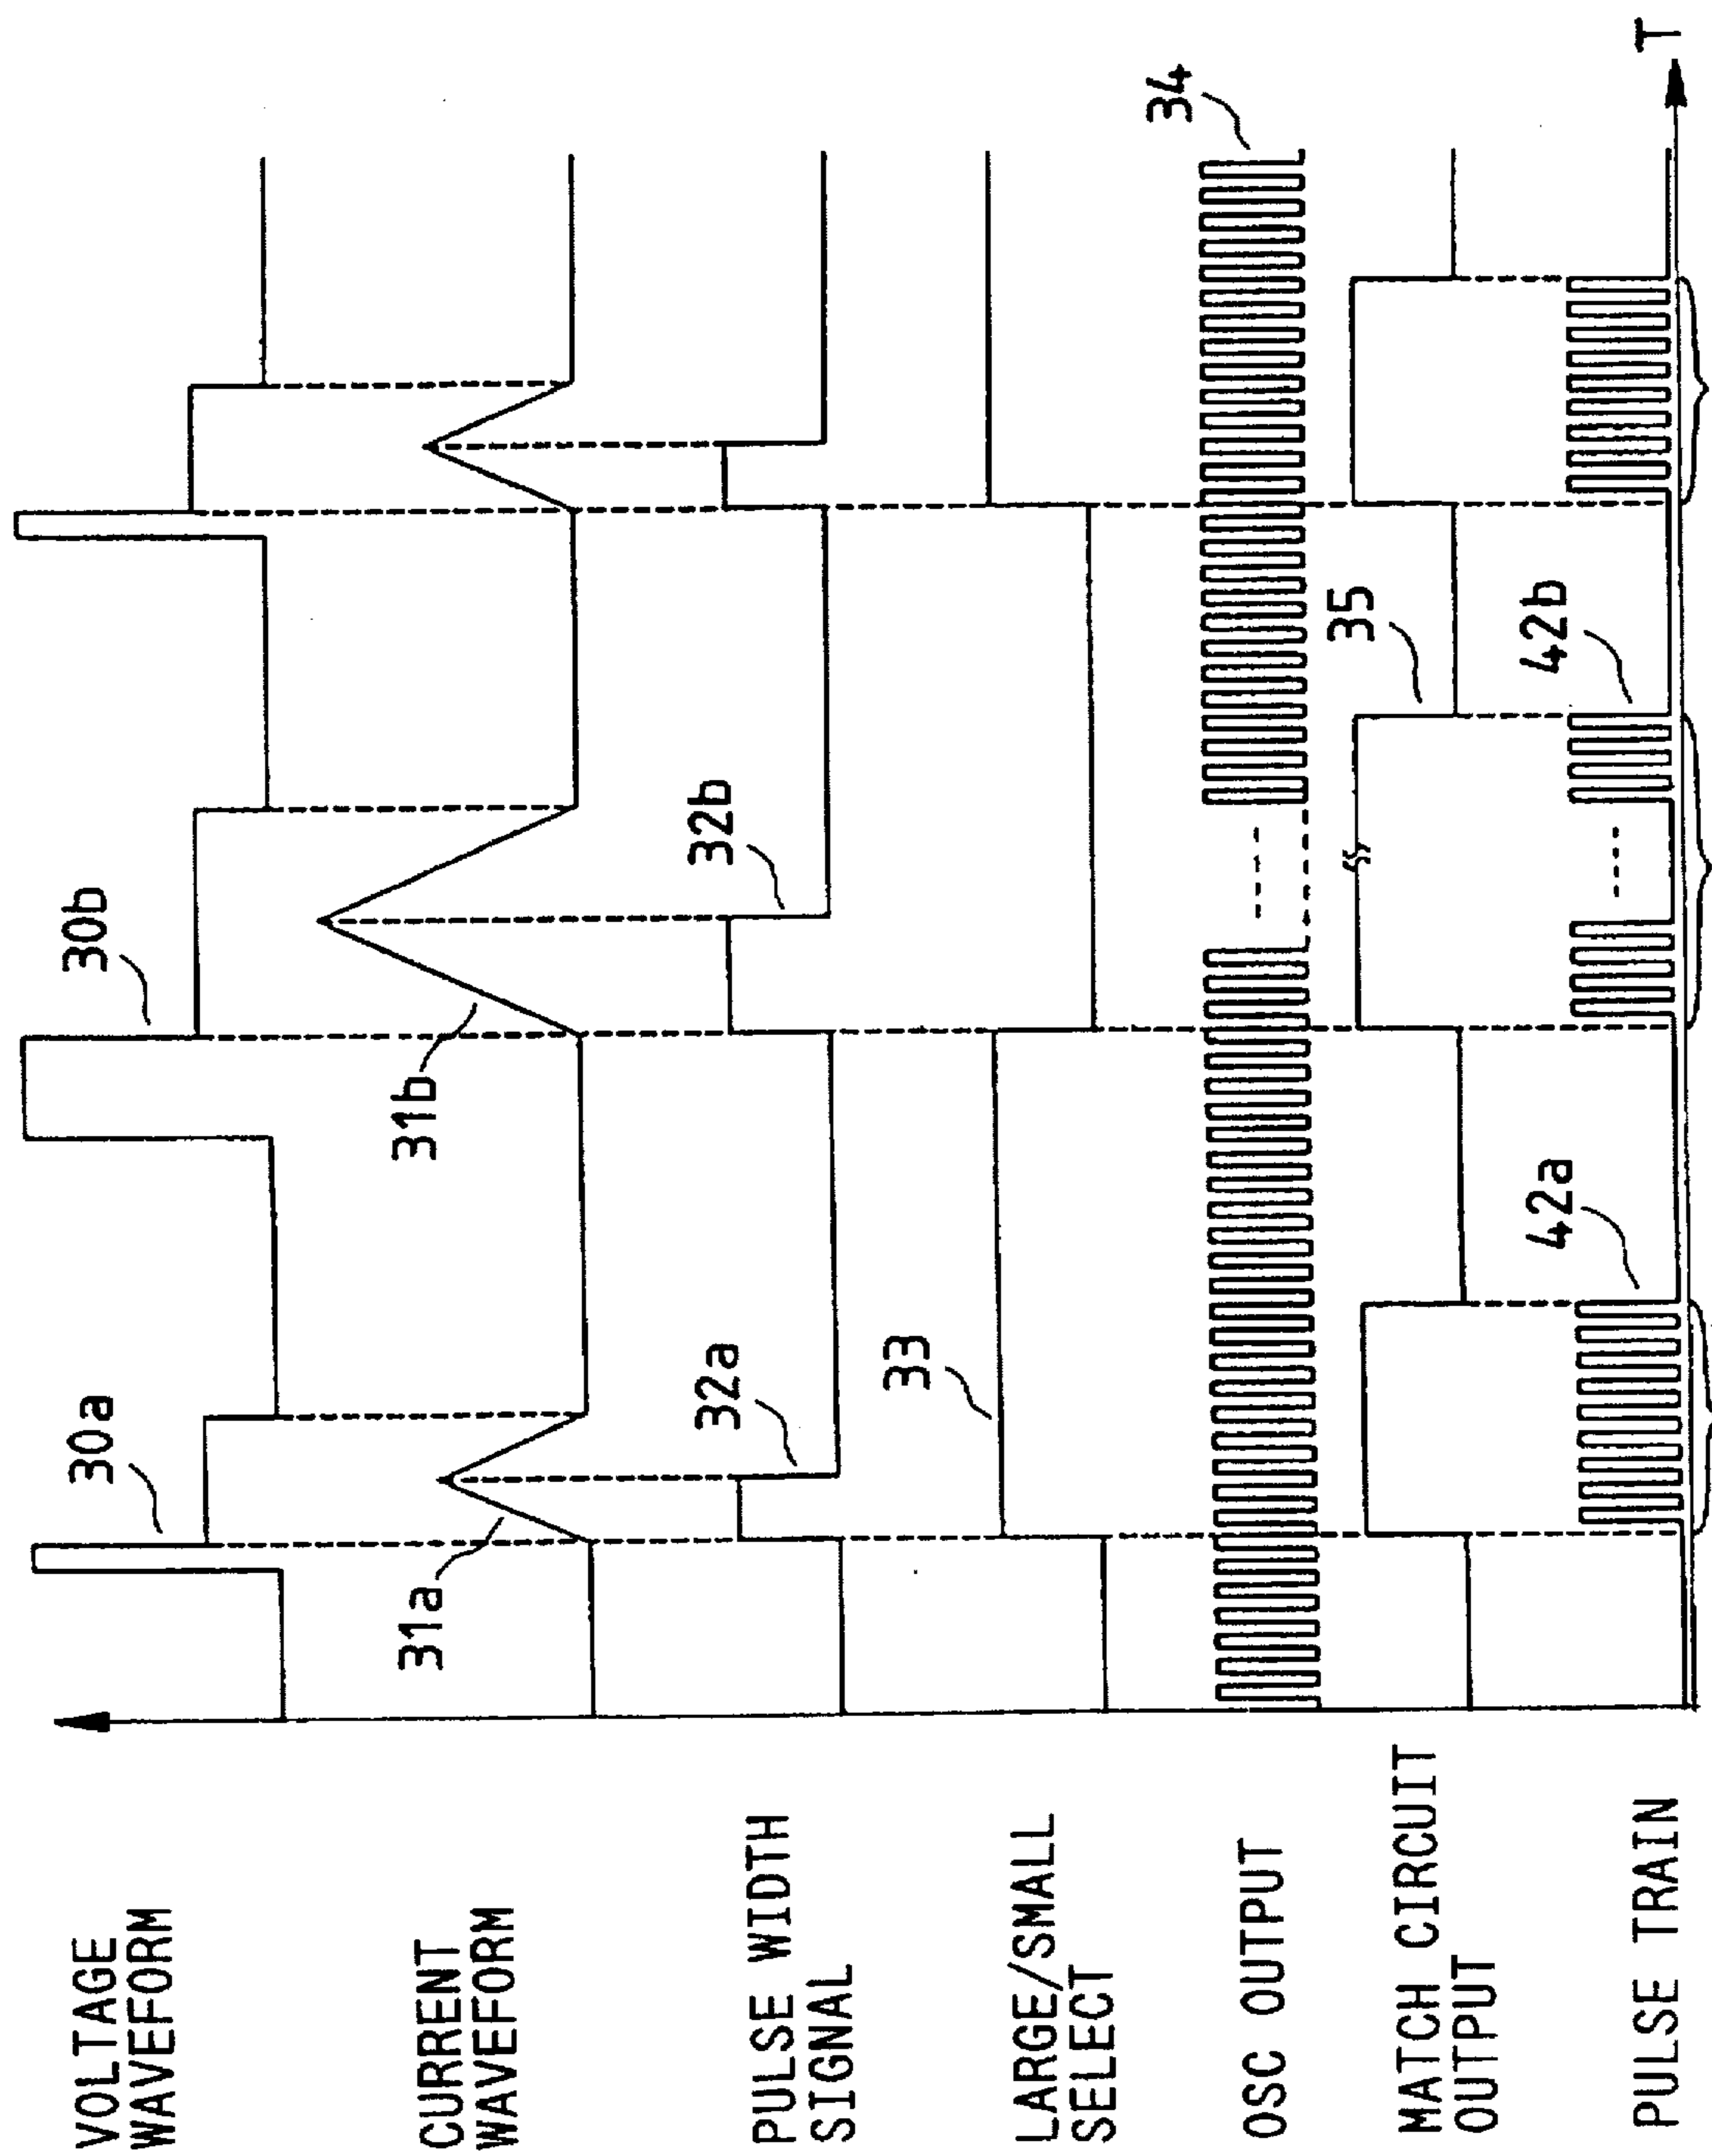 VOLTAGE
WAVEFORM
30a
30b
CURRENT
WAVEFORM
31a
31b
PULSE WIDTH
SIGNAL
32a
32b
LARGE/SMALL
SELECT
33
OSC OUTPUT
34
MATCH CIRCUIT
OUTPUT
35
PULSE TRAIN
42a
42b
T